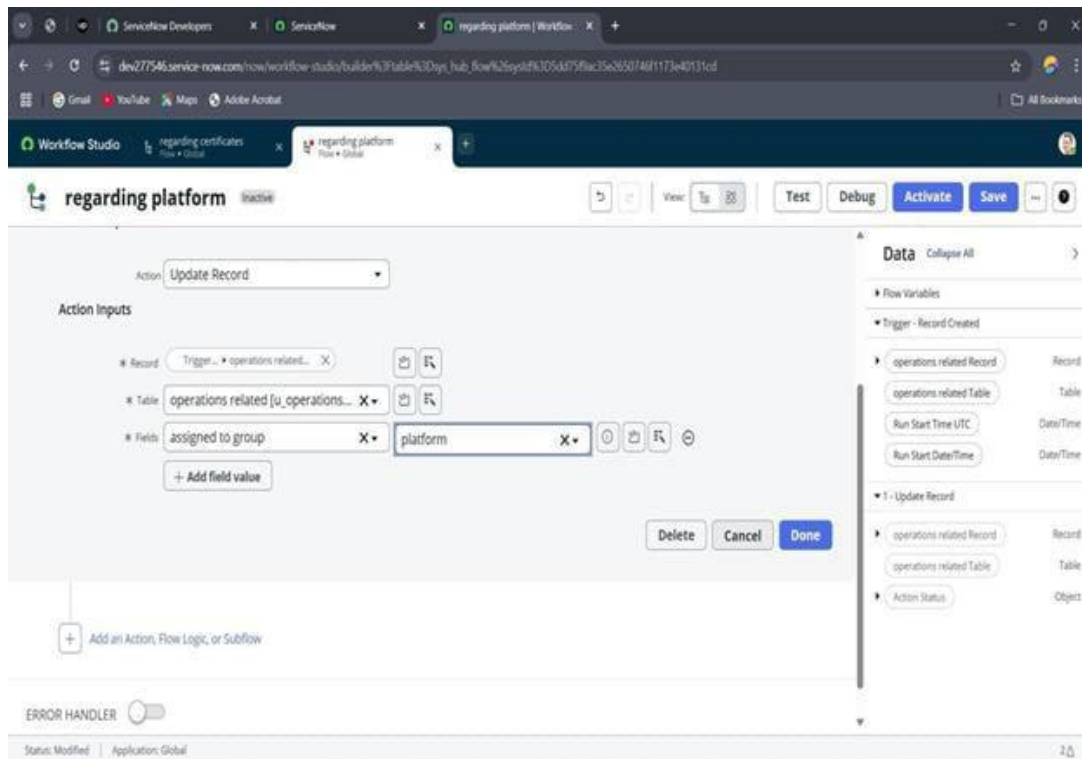 ServiceNow Developers
ServiceNow
regarding platform | Workflow
dev277546.service-now.com/now/workflow-studio/builder%3Ftable%3Dsys_hub_flow%26sysId%3D5dd75f9ac35e2650746f1173e40131cd
Gmail YouTube Maps Adobe Acrobat All Bookmarks
Workflow Studio
regarding certificates
Flow • Global
regarding platform
Flow • Global
regarding platform Inactive
View: Test Debug Activate Save
Action Update Record
Action Inputs
* Record Trigger... ▸ operations related... X
* Table operations related [u_operations... X
* Fields assigned to group X platform X
+ Add field value
Delete Cancel Done
+ Add an Action, Flow Logic, or Subflow
ERROR HANDLER
Status: Modified | Application: Global
Data Collapse All
Flow Variables
Trigger - Record Created
operations related Record Record
operations related Table Table
Run Start Time UTC Date/Time
Run Start Date/Time Date/Time
1 - Update Record
operations related Record Record
operations related Table Table
Action Status Object